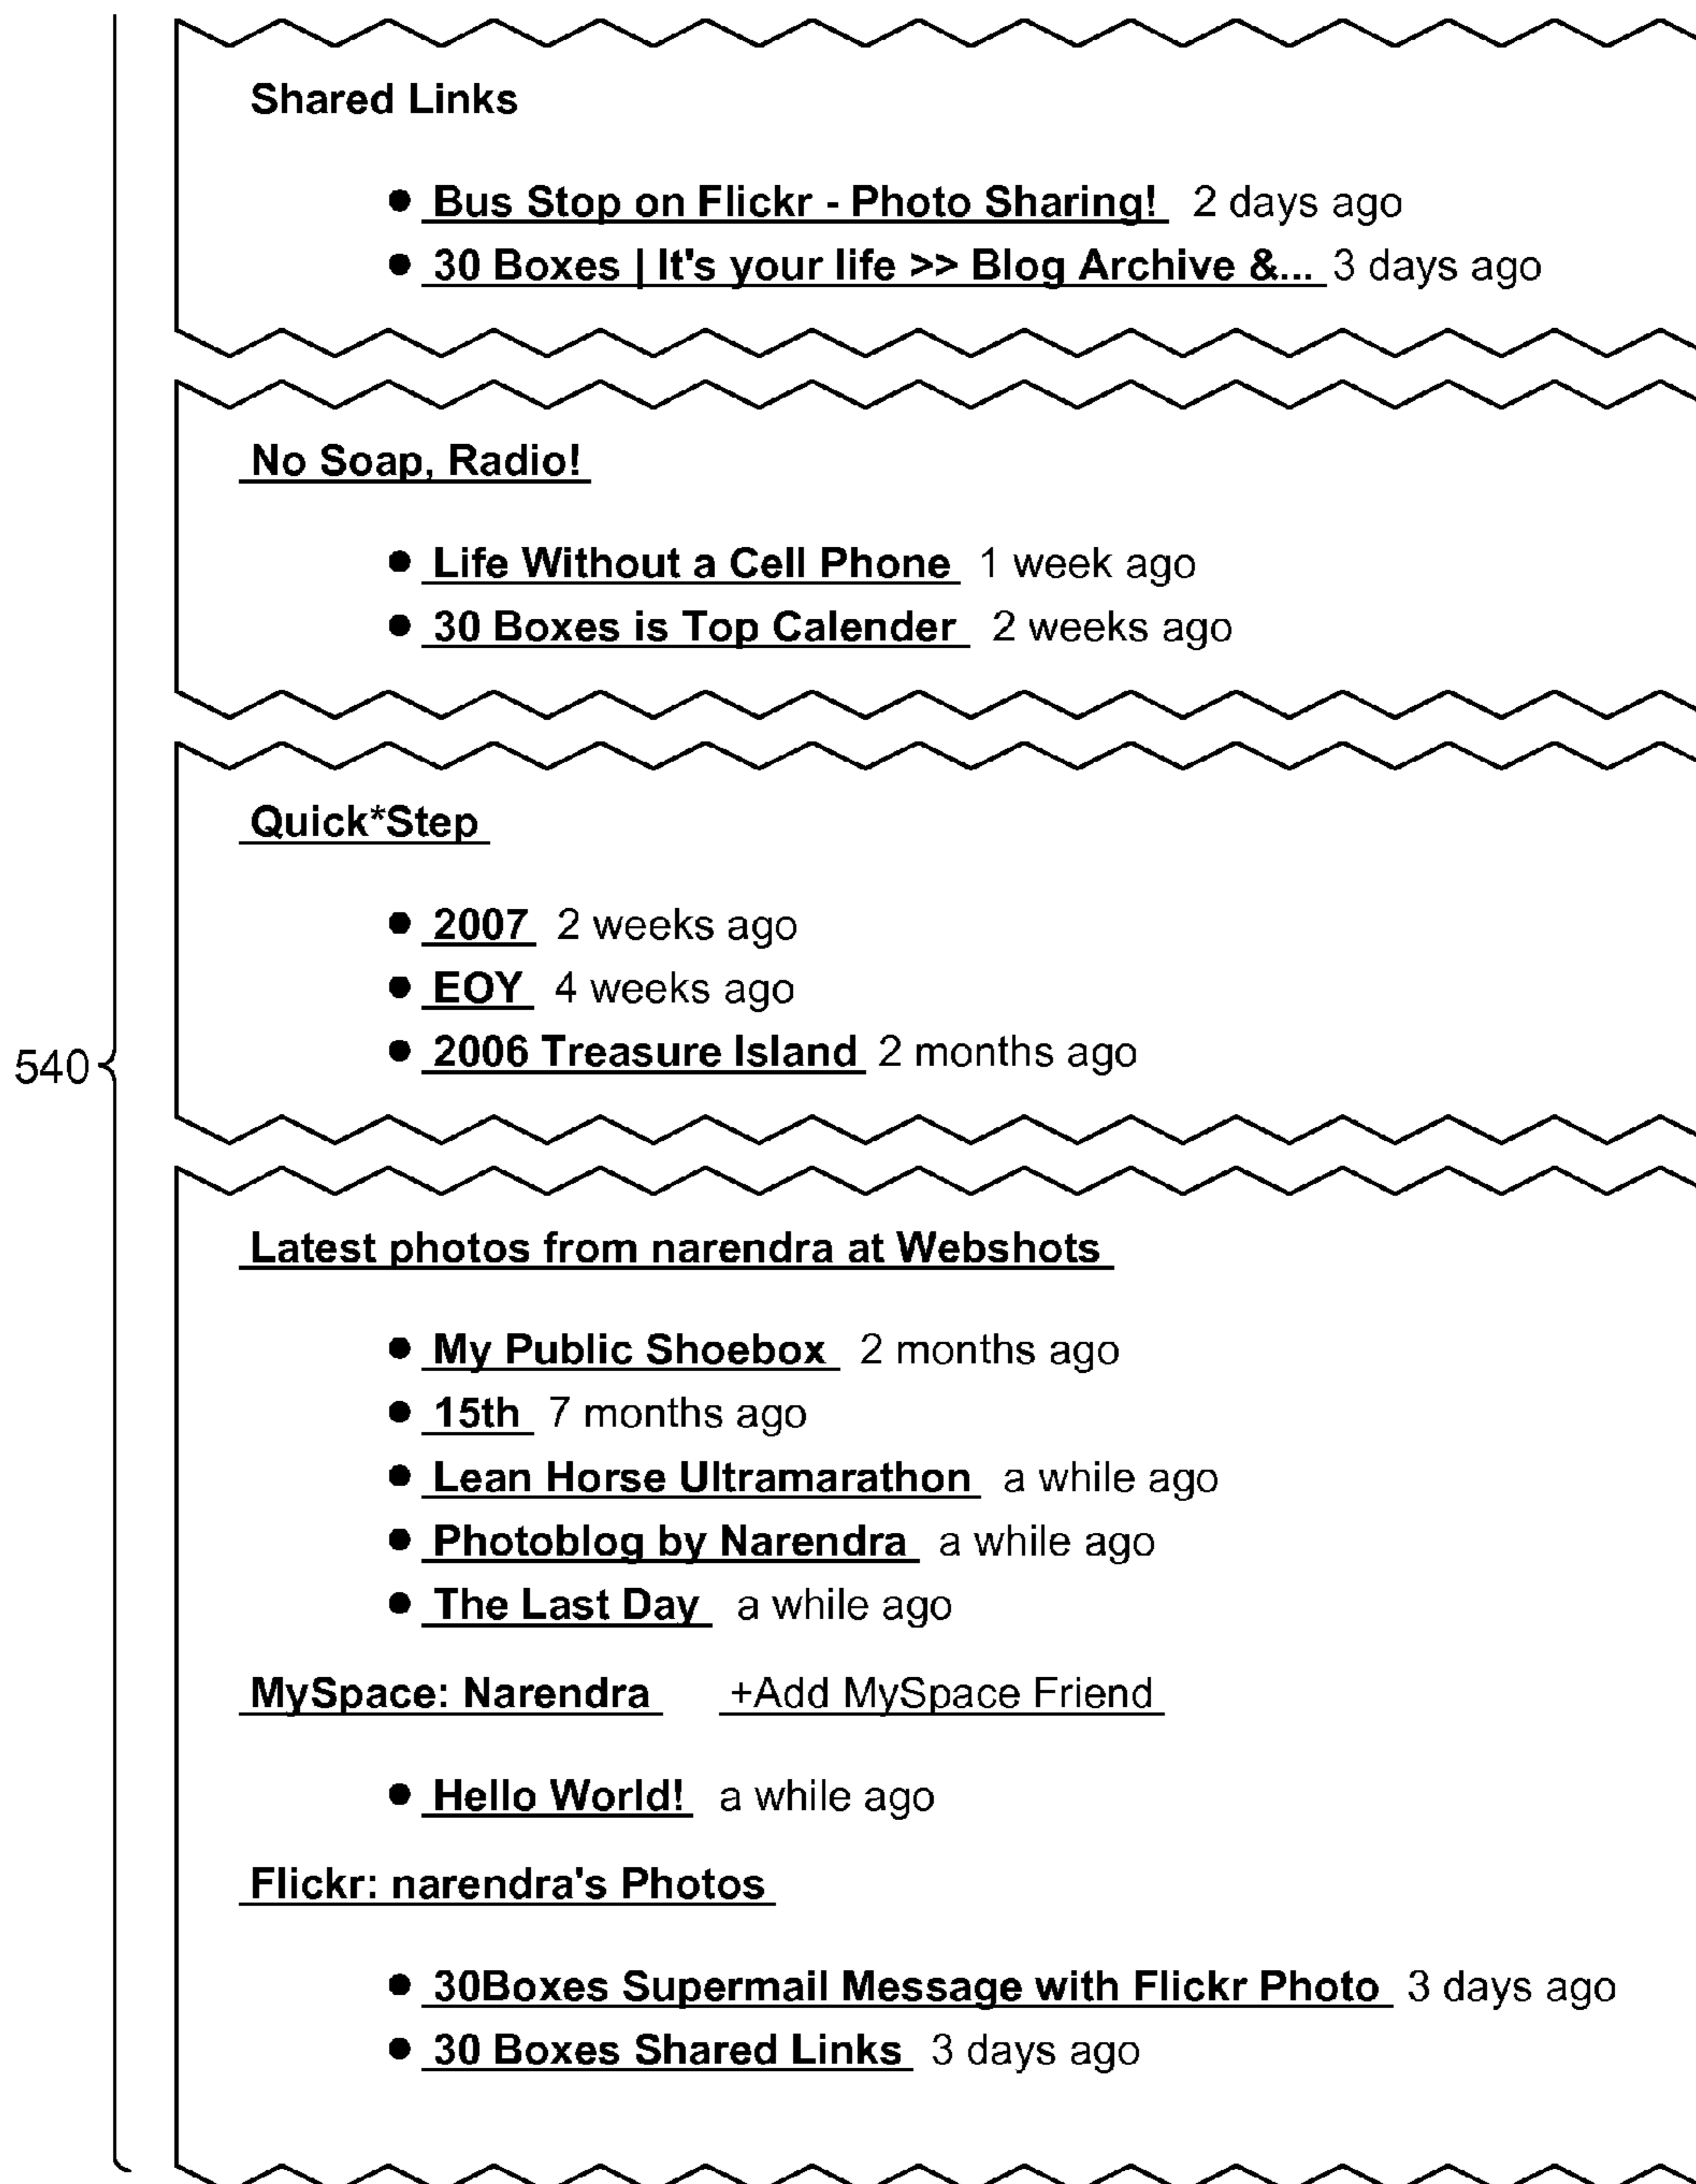 Shared Links
Bus Stop on Flickr - Photo Sharing! 2 days ago
30 Boxes | It's your life >> Blog Archive &... 3 days ago
No Soap, Radio!
Life Without a Cell Phone 1 week ago
30 Boxes is Top Calender 2 weeks ago
Quick*Step
2007 2 weeks ago
EOY 4 weeks ago
540
2006 Treasure Island 2 months ago
Latest photos from narendra at Webshots
My Public Shoebox 2 months ago
15th 7 months ago
Lean Horse Ultramarathon a while ago
Photoblog by Narendra a while ago
The Last Day a while ago
MySpace: Narendra +Add MySpace Friend
Hello World! a while ago
Flickr: narendra's Photos
30Boxes Supermail Message with Flickr Photo 3 days ago
30 Boxes Shared Links 3 days ago